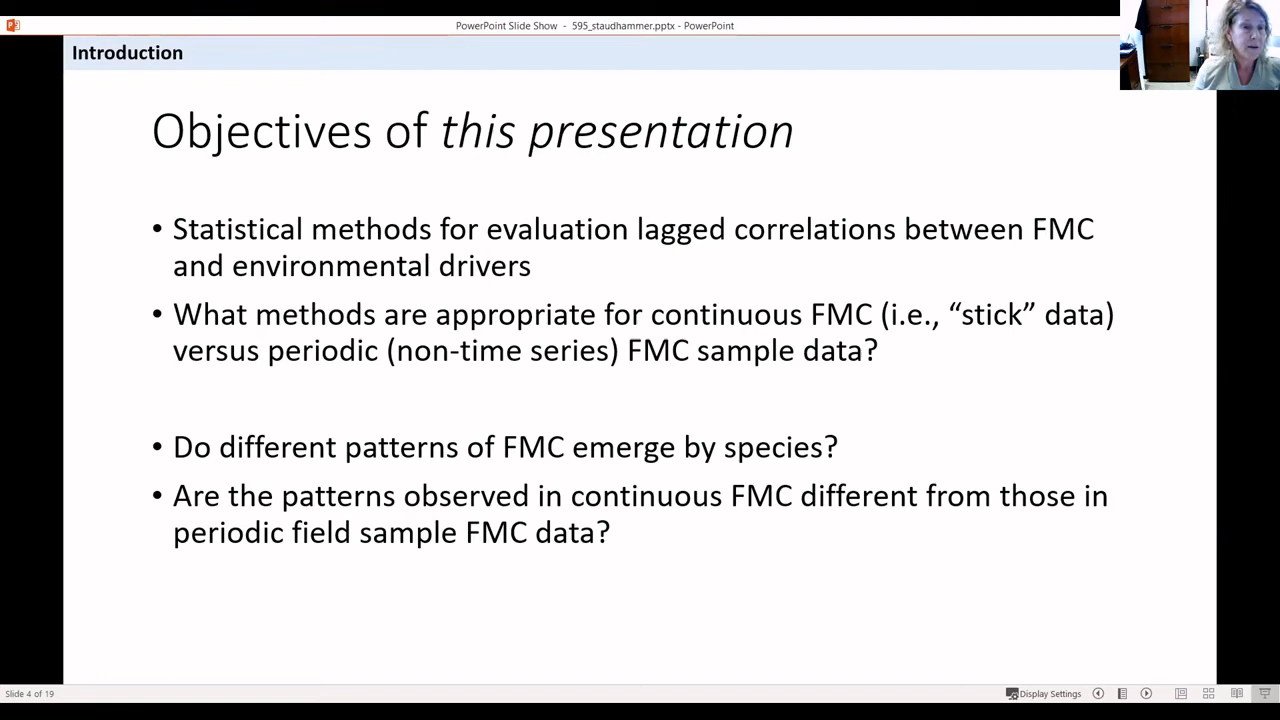 PowerPoint Slide Show - 595_staudhammer.pptx - PowerPoint
Introduction
Objectives of this presentation
• Statistical methods for evaluation lagged correlations between FMC
and environmental drivers
• What methods are appropriate for continuous FMC (i.e., “stick” data)
versus periodic (non-time series) FMC sample data?
• Do different patterns of FMC emerge by species?
• Are the patterns observed in continuous FMC different from those in
periodic field sample FMC data?
Slide 4 of 19
Display Settings